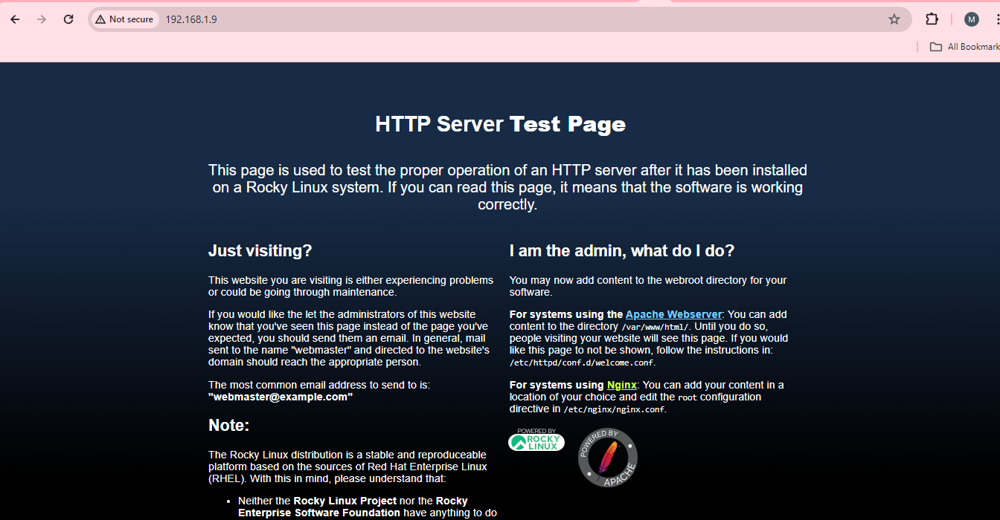 Not secure
192.168.1.9
M
All Bookmark
HTTP Server Test Page
This page is used to test the proper operation of an HTTP server after it has been installed
on a Rocky Linux system. If you can read this page, it means that the software is working
correctly.
Just visiting?
This website you are visiting is either experiencing problems
or could be going through maintenance.
If you would like the let the administrators of this website
know that you've seen this page instead of the page you've
expected, you should send them an email. In general, mail
sent to the name "webmaster" and directed to the website's
domain should reach the appropriate person.
The most common email address to send to is:
"webmaster@example.com"
Note:
The Rocky Linux distribution is a stable and reproduceable
platform based on the sources of Red Hat Enterprise Linux
(RHEL). With this in mind, please understand that:
• Neither the Rocky Linux Project nor the Rocky
Enterprise Software Foundation have anything to do
I am the admin, what do I do?
You may now add content to the webroot directory for your
software.
For systems using the Apache Webserver: You can add
content to the directory /var/www/html/. Until you do so,
people visiting your website will see this page. If you would
like this page to not be shown, follow the instructions in:
/etc/httpd/conf.d/welcome.conf.
For systems using Nginx: You can add your content in a
location of your choice and edit the root configuration
directive in /etc/nginx/nginx.conf.
POWERED BY
ROCKY
LINUX
POWERED BY
APACHE